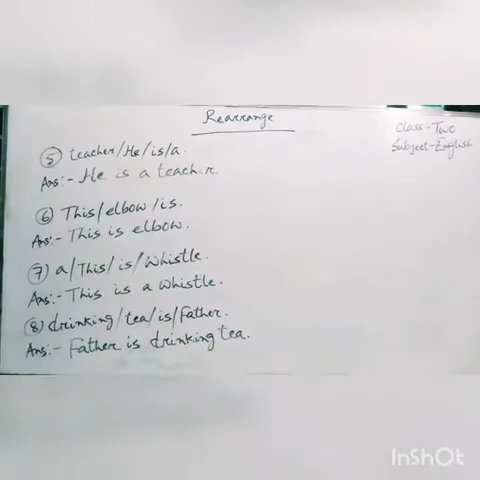 Rearrange
Class-Two
Subject-English
5 teacher/He/is/a.
Ans:- He is a teacher.
6 This/elbow/is.
Ans:- This is elbow.
7 a/This/is/Whistle.
Ans:- This is a whistle.
8 drinking/tea/is/Father.
Ans:- Father is drinking tea.
InShOt